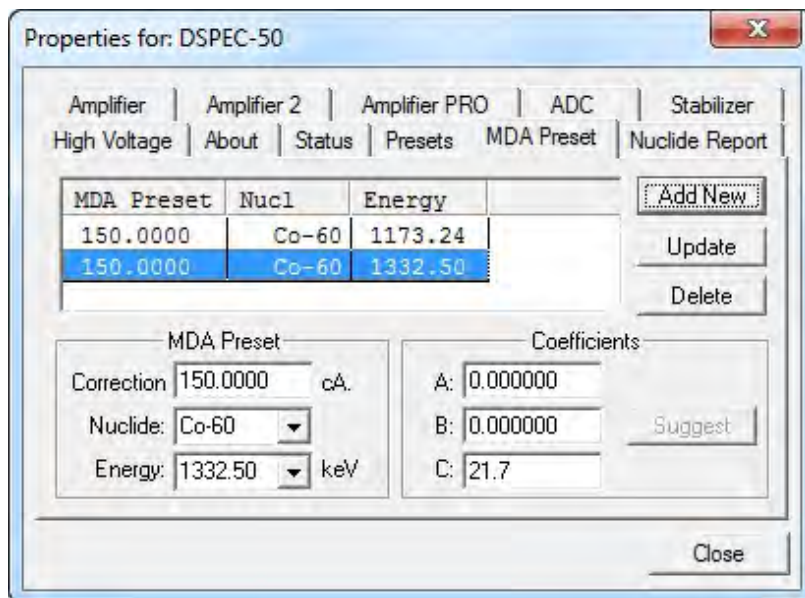 Properties for: DSPEC-50
Amplifier Amplifier 2 Amplifier PRO ADC Stabilizer
High Voltage About Status Presets MDA Preset Nuclide Report
MDA Preset Nucl Energy
150.0000 Co-60 1173.24
150.0000 Co-60 1332.50
Add New
Update
Delete
MDA Preset
Correction 150.0000 cA.
Nuclide: Co-60
Energy: 1332.50 keV
Coefficients
A: 0.000000
B: 0.000000
C: 21.7
Suggest
Close